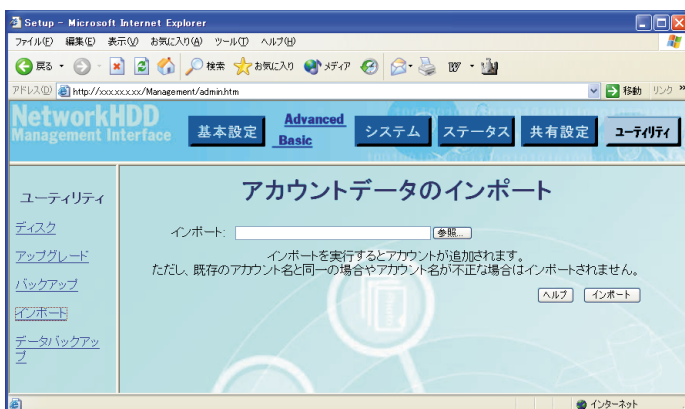 Setup - Microsoft Internet Explorer
ファイル(F) 編集(E) 表示(V) お気に入り(A) ツール(T) ヘルプ(H)
戻る 検索 お気に入り メディア
アドレス(D) http://xxx.xx.x.xx/Management/admin.htm 移動 リンク »
NetworkHDD
Management Interface
基本設定
Advanced
Basic
システム ステータス 共有設定 ユーティリティ
ユーティリティ
ディスク
アップグレード
バックアップ
インポート
データバックアッ
プ
アカウントデータのインポート
インポート: 参照...
インポートを実行するとアカウントが追加されます。
ただし、既存のアカウント名と同一の場合やアカウント名が不正な場合はインポートされません。
ヘルプ インポート
インターネット